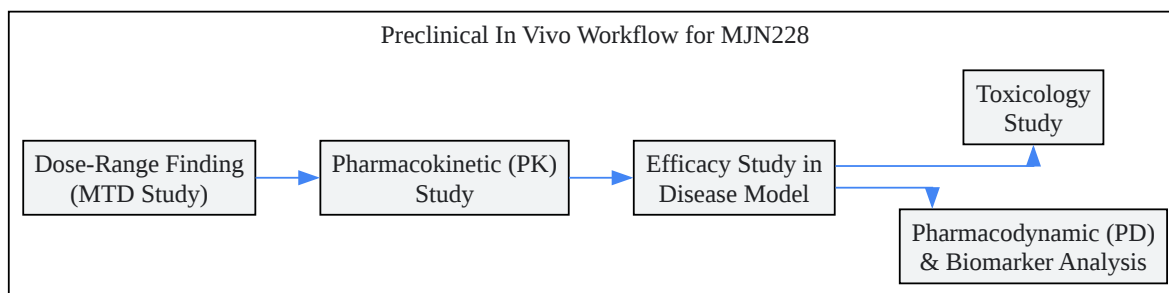 Preclinical In Vivo Workflow for MJN228
Dose-Range Finding
(MTD Study)
Pharmacokinetic (PK)
Study
Efficacy Study in
Disease Model
Toxicology
Study
Pharmacodynamic (PD)
& Biomarker Analysis